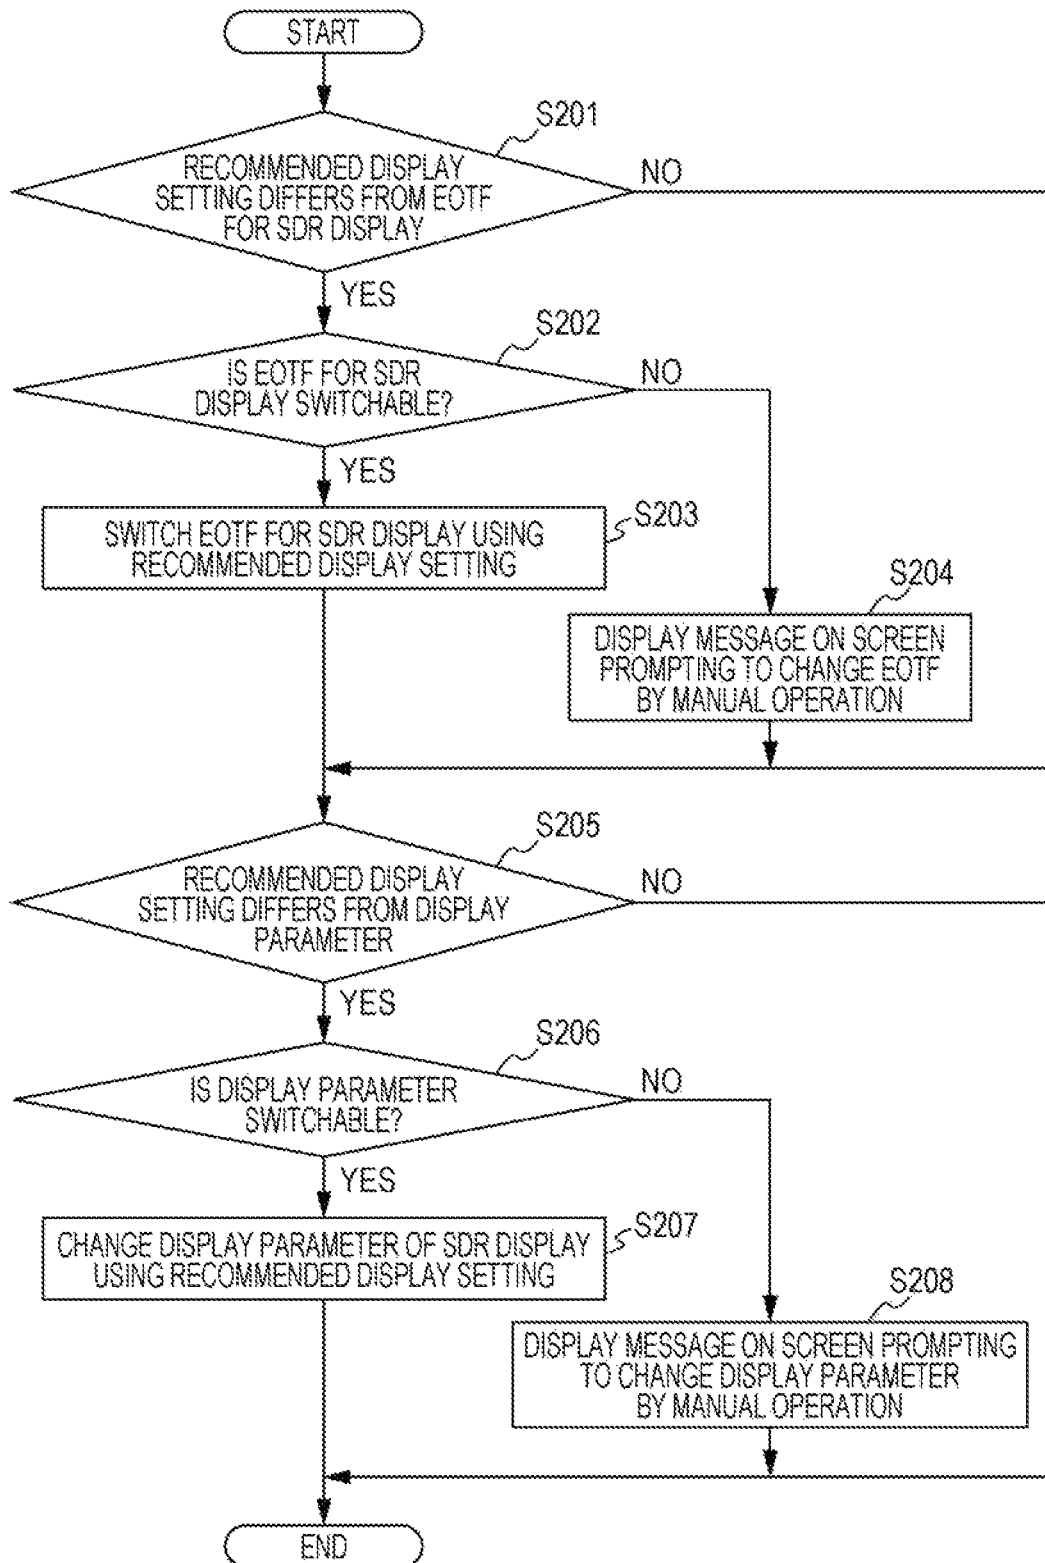 START
S201
RECOMMENDED DISPLAY
SETTING DIFFERS FROM EOTF
FOR SDR DISPLAY
NO
YES
S202
IS EOTF FOR SDR
DISPLAY SWITCHABLE?
NO
YES
S203
SWITCH EOTF FOR SDR DISPLAY USING
RECOMMENDED DISPLAY SETTING
S204
DISPLAY MESSAGE ON SCREEN
PROMPTING TO CHANGE EOTF
BY MANUAL OPERATION
S205
RECOMMENDED DISPLAY
SETTING DIFFERS FROM DISPLAY
PARAMETER
NO
YES
S206
IS DISPLAY PARAMETER
SWITCHABLE?
NO
YES
S207
CHANGE DISPLAY PARAMETER OF SDR DISPLAY
USING RECOMMENDED DISPLAY SETTING
S208
DISPLAY MESSAGE ON SCREEN PROMPTING
TO CHANGE DISPLAY PARAMETER
BY MANUAL OPERATION
END